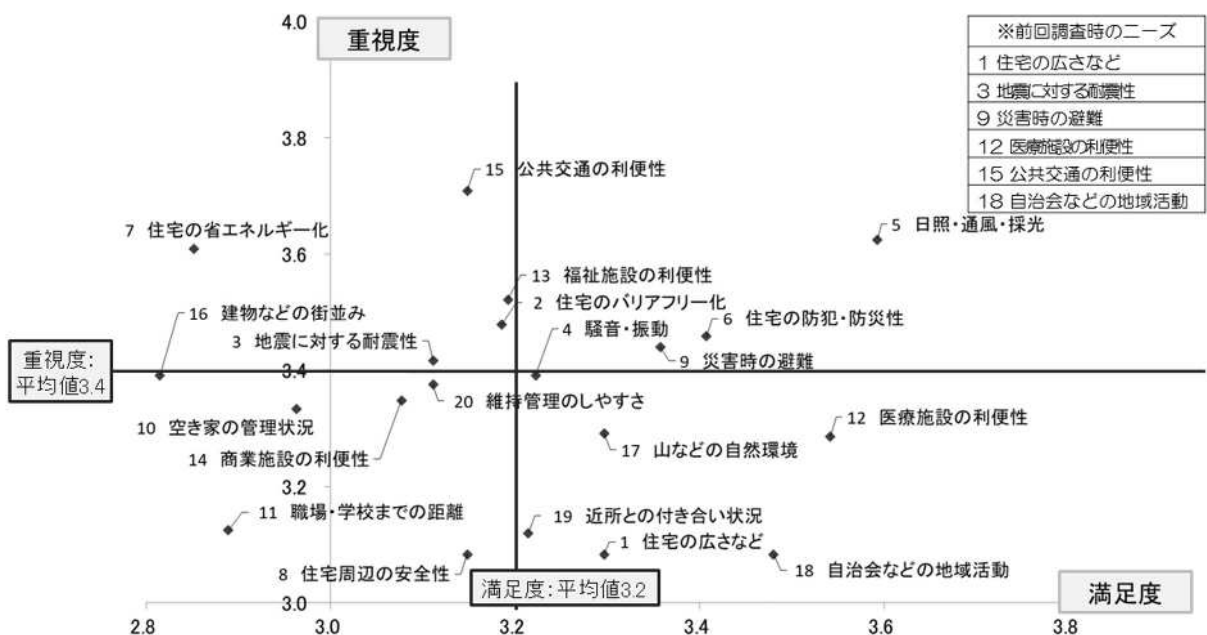 4.0
重視度
※前回調査時のニーズ
1 住宅の広さなど
3 地震に対する耐震性
9 災害時の避難
12 医療施設の利便性
15 公共交通の利便性
18 自治会などの地域活動
3.8
15 公共交通の利便性
7 住宅の省エネルギー化
5 日照・通風・採光
3.6
13 福祉施設の利便性
2 住宅のバリアフリー化
16 建物などの街並み
4 騒音・振動
6 住宅の防犯・防災性
3 地震に対する耐震性
9 災害時の避難
重視度:
平均値3.4
3.4
20 維持管理のしやすさ
12 医療施設の利便性
10 空き家の管理状況
17 山などの自然環境
14 商業施設の利便性
3.2
11 職場・学校までの距離
19 近所との付き合い状況
1 住宅の広さなど
8 住宅周辺の安全性
18 自治会などの地域活動
満足度:平均値3.2
満足度
3.0
2.8
3.0
3.2
3.4
3.6
3.8